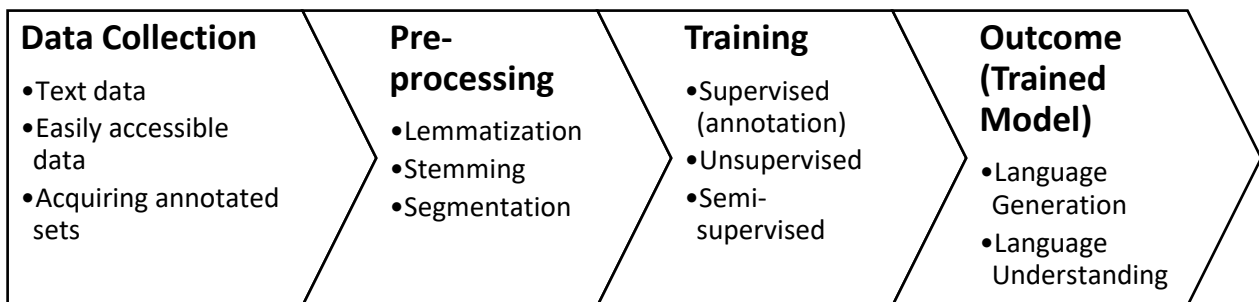 Data Collection
•Text data
•Easily accessible
data
•Acquiring annotated
sets
Pre-
processing
•Lemmatization
•Stemming
•Segmentation
Training
•Supervised
(annotation)
•Unsupervised
•Semi-
supervised
Outcome
(Trained
Model)
•Language
Generation
•Language
Understanding